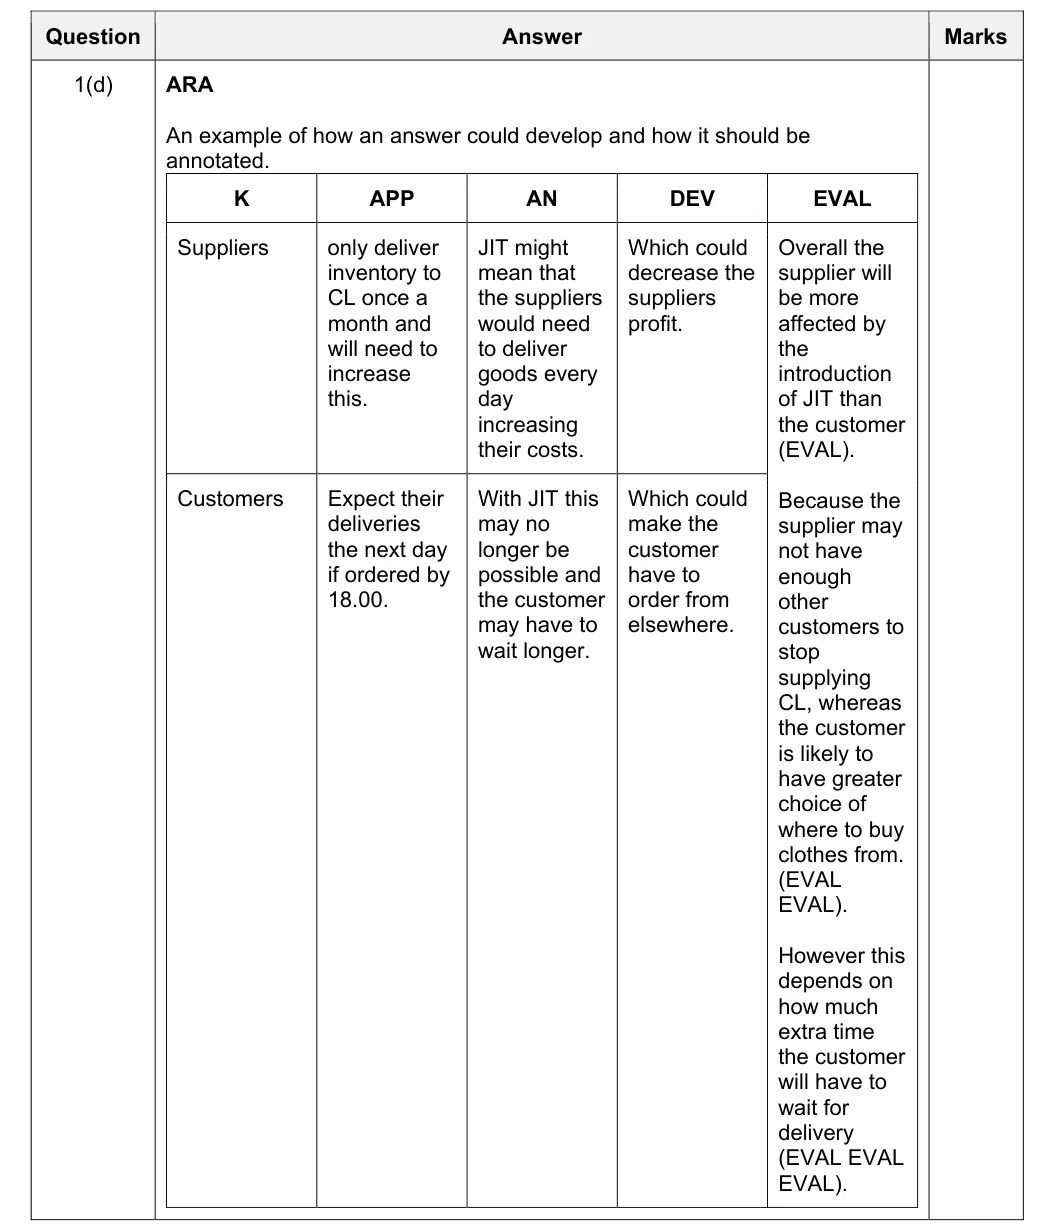 Question
Answer
Marks
1(d)
ARA
An example of how an answer could develop and how it should be
annotated.
K
APP
AN
DEV
EVAL
Suppliers
only deliver
inventory to
CL once a
month and
will need to
increase
this.
JIT might
mean that
the suppliers
would need
to deliver
goods every
day
increasing
their costs.
Which could
decrease the
suppliers
profit.
Overall the
supplier will
be more
affected by
the
introduction
of JIT than
the customer
(EVAL).
Customers
Expect their
deliveries
the next day
if ordered by
18.00.
With JIT this
may no
longer be
possible and
the customer
may have to
wait longer.
Which could
make the
customer
have to
order from
elsewhere.
Because the
supplier may
not have
enough
other
customers to
stop
supplying
CL, whereas
the customer
is likely to
have greater
choice of
where to buy
clothes from.
(EVAL
EVAL).
However this
depends on
how much
extra time
the customer
will have to
wait for
delivery
(EVAL EVAL
EVAL).